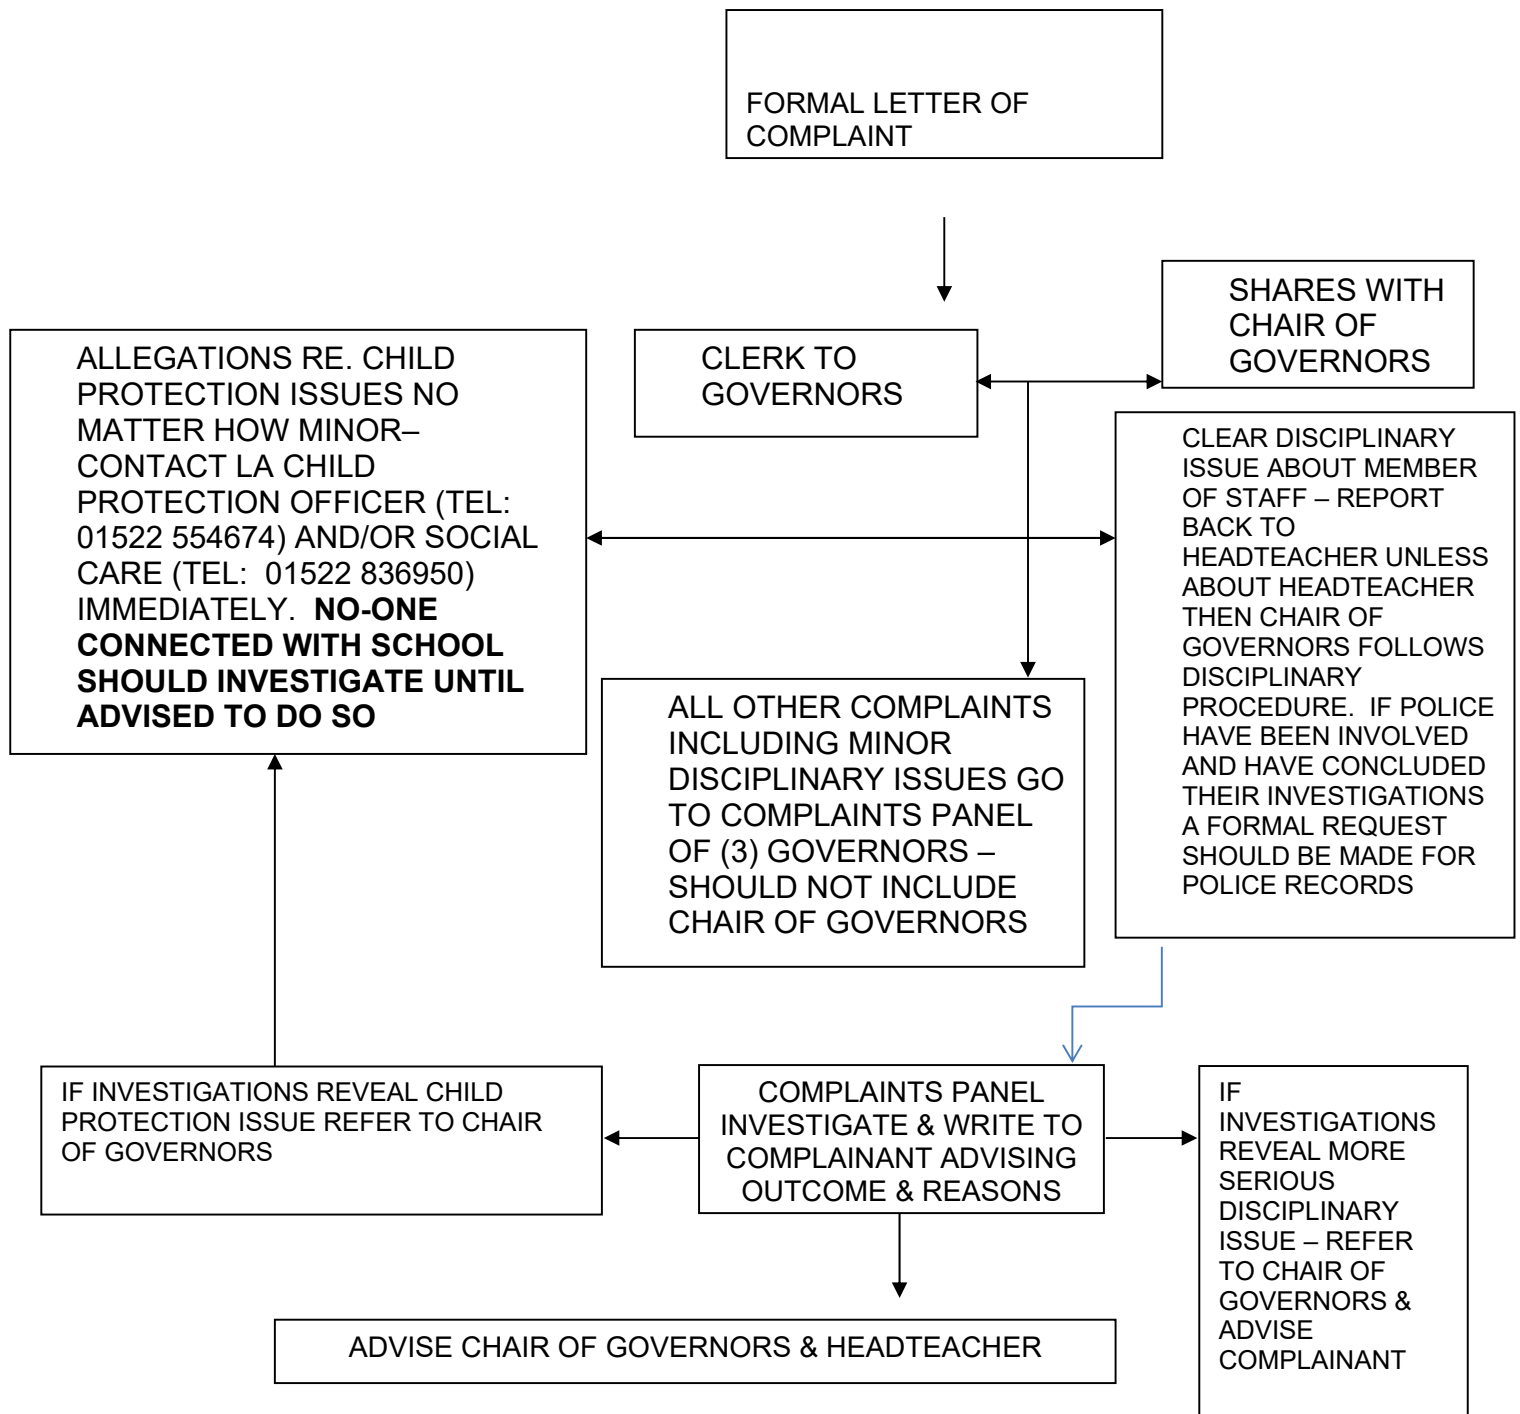 FORMAL LETTER OF
COMPLAINT
SHARES WITH
CHAIR OF
GOVERNORS
CLERK TO
GOVERNORS
ALLEGATIONS RE. CHILD
PROTECTION ISSUES NO
MATTER HOW MINOR–
CONTACT LA CHILD
PROTECTION OFFICER (TEL:
01522 554674) AND/OR SOCIAL
CARE (TEL:  01522 836950)
IMMEDIATELY.  NO-ONE
CONNECTED WITH SCHOOL
SHOULD INVESTIGATE UNTIL
ADVISED TO DO SO
CLEAR DISCIPLINARY
ISSUE ABOUT MEMBER
OF STAFF – REPORT
BACK TO
HEADTEACHER UNLESS
ABOUT HEADTEACHER
THEN CHAIR OF
GOVERNORS FOLLOWS
DISCIPLINARY
PROCEDURE.  IF POLICE
HAVE BEEN INVOLVED
AND HAVE CONCLUDED
THEIR INVESTIGATIONS
A FORMAL REQUEST
SHOULD BE MADE FOR
POLICE RECORDS
ALL OTHER COMPLAINTS
INCLUDING MINOR
DISCIPLINARY ISSUES GO
TO COMPLAINTS PANEL
OF (3) GOVERNORS –
SHOULD NOT INCLUDE
CHAIR OF GOVERNORS
IF INVESTIGATIONS REVEAL CHILD
PROTECTION ISSUE REFER TO CHAIR
OF GOVERNORS
COMPLAINTS PANEL
INVESTIGATE & WRITE TO
COMPLAINANT ADVISING
OUTCOME & REASONS
IF
INVESTIGATIONS
REVEAL MORE
SERIOUS
DISCIPLINARY
ISSUE – REFER
TO CHAIR OF
GOVERNORS &
ADVISE
COMPLAINANT
ADVISE CHAIR OF GOVERNORS & HEADTEACHER